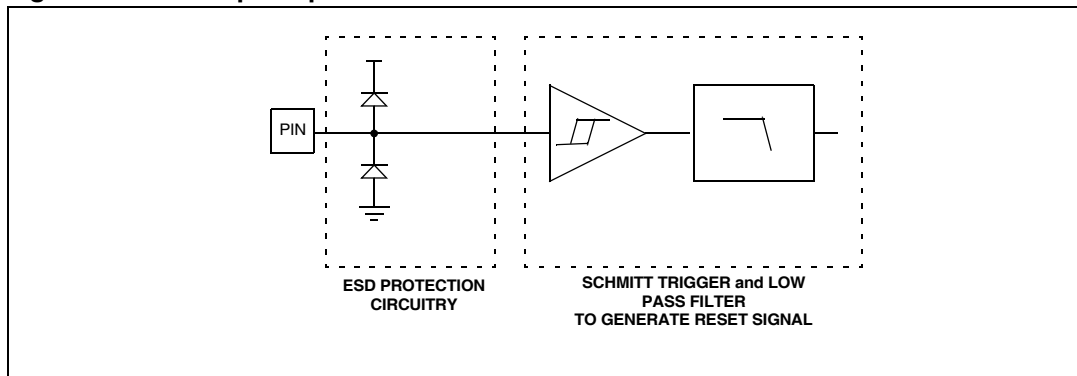 PIN
ESD PROTECTION
CIRCUITRY
SCHMITT TRIGGER and LOW
PASS FILTER
TO GENERATE RESET SIGNAL